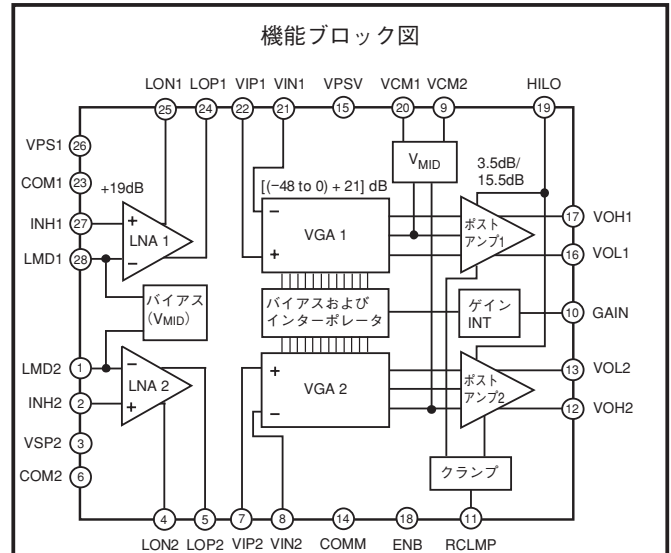 機能ブロック図
LON1 LOP1 VIP1 VIN1 VPSV VCM1 VCM2 HILO
25 24 22 21 15 20 9 19
VPS1 26
COM1 23
INH1 27
LMD1 28
+19dB
+
LNA 1
−
[(−48 to 0) + 21] dB
−
VGA 1
+
VMID
3.5dB/
15.5dB
ポスト
アンプ1
17 VOH1
16 VOL1
バイアス
(VMID)
バイアスおよび
インターポレータ
ゲイン
INT
10 GAIN
LMD2 1
INH2 2
VSP2 3
COM2 6
−
LNA 2
+
+
VGA 2
−
ポスト
アンプ2
13 VOL2
12 VOH2
クランプ
4 5 7 8 14 18 11
LON2 LOP2 VIP2 VIN2 COMM ENB RCLMP